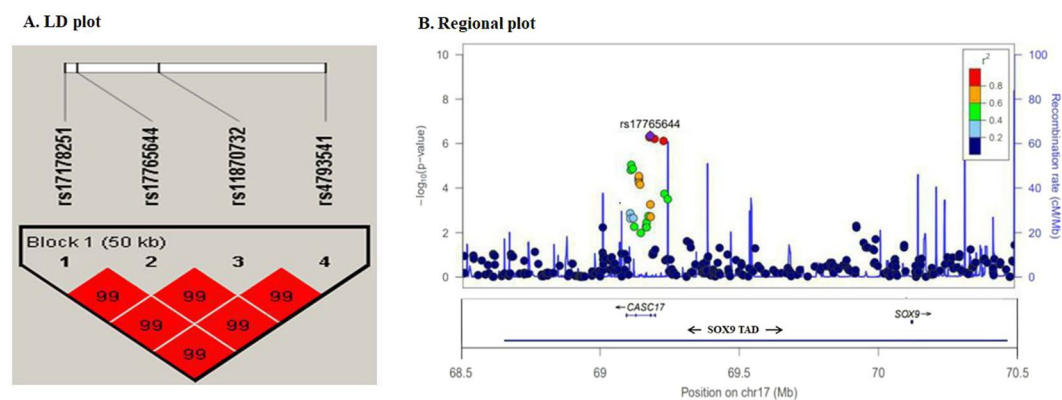 A. LD plot
rs17178251
rs17765644
rs11870732
rs4793541
Block 1 (50 kb)
1 2 3 4
99 99 99
99 99
99
B. Regional plot
10
8
6
4
2
0
−log10(p-value)
rs17765644
r²
0.8
0.6
0.4
0.2
100
80
60
40
20
0
Recombination rate (cM/Mb)
←CASC17
SOX9→
← SOX9 TAD →
68.5 69 69.5 70 70.5
Position on chr17 (Mb)